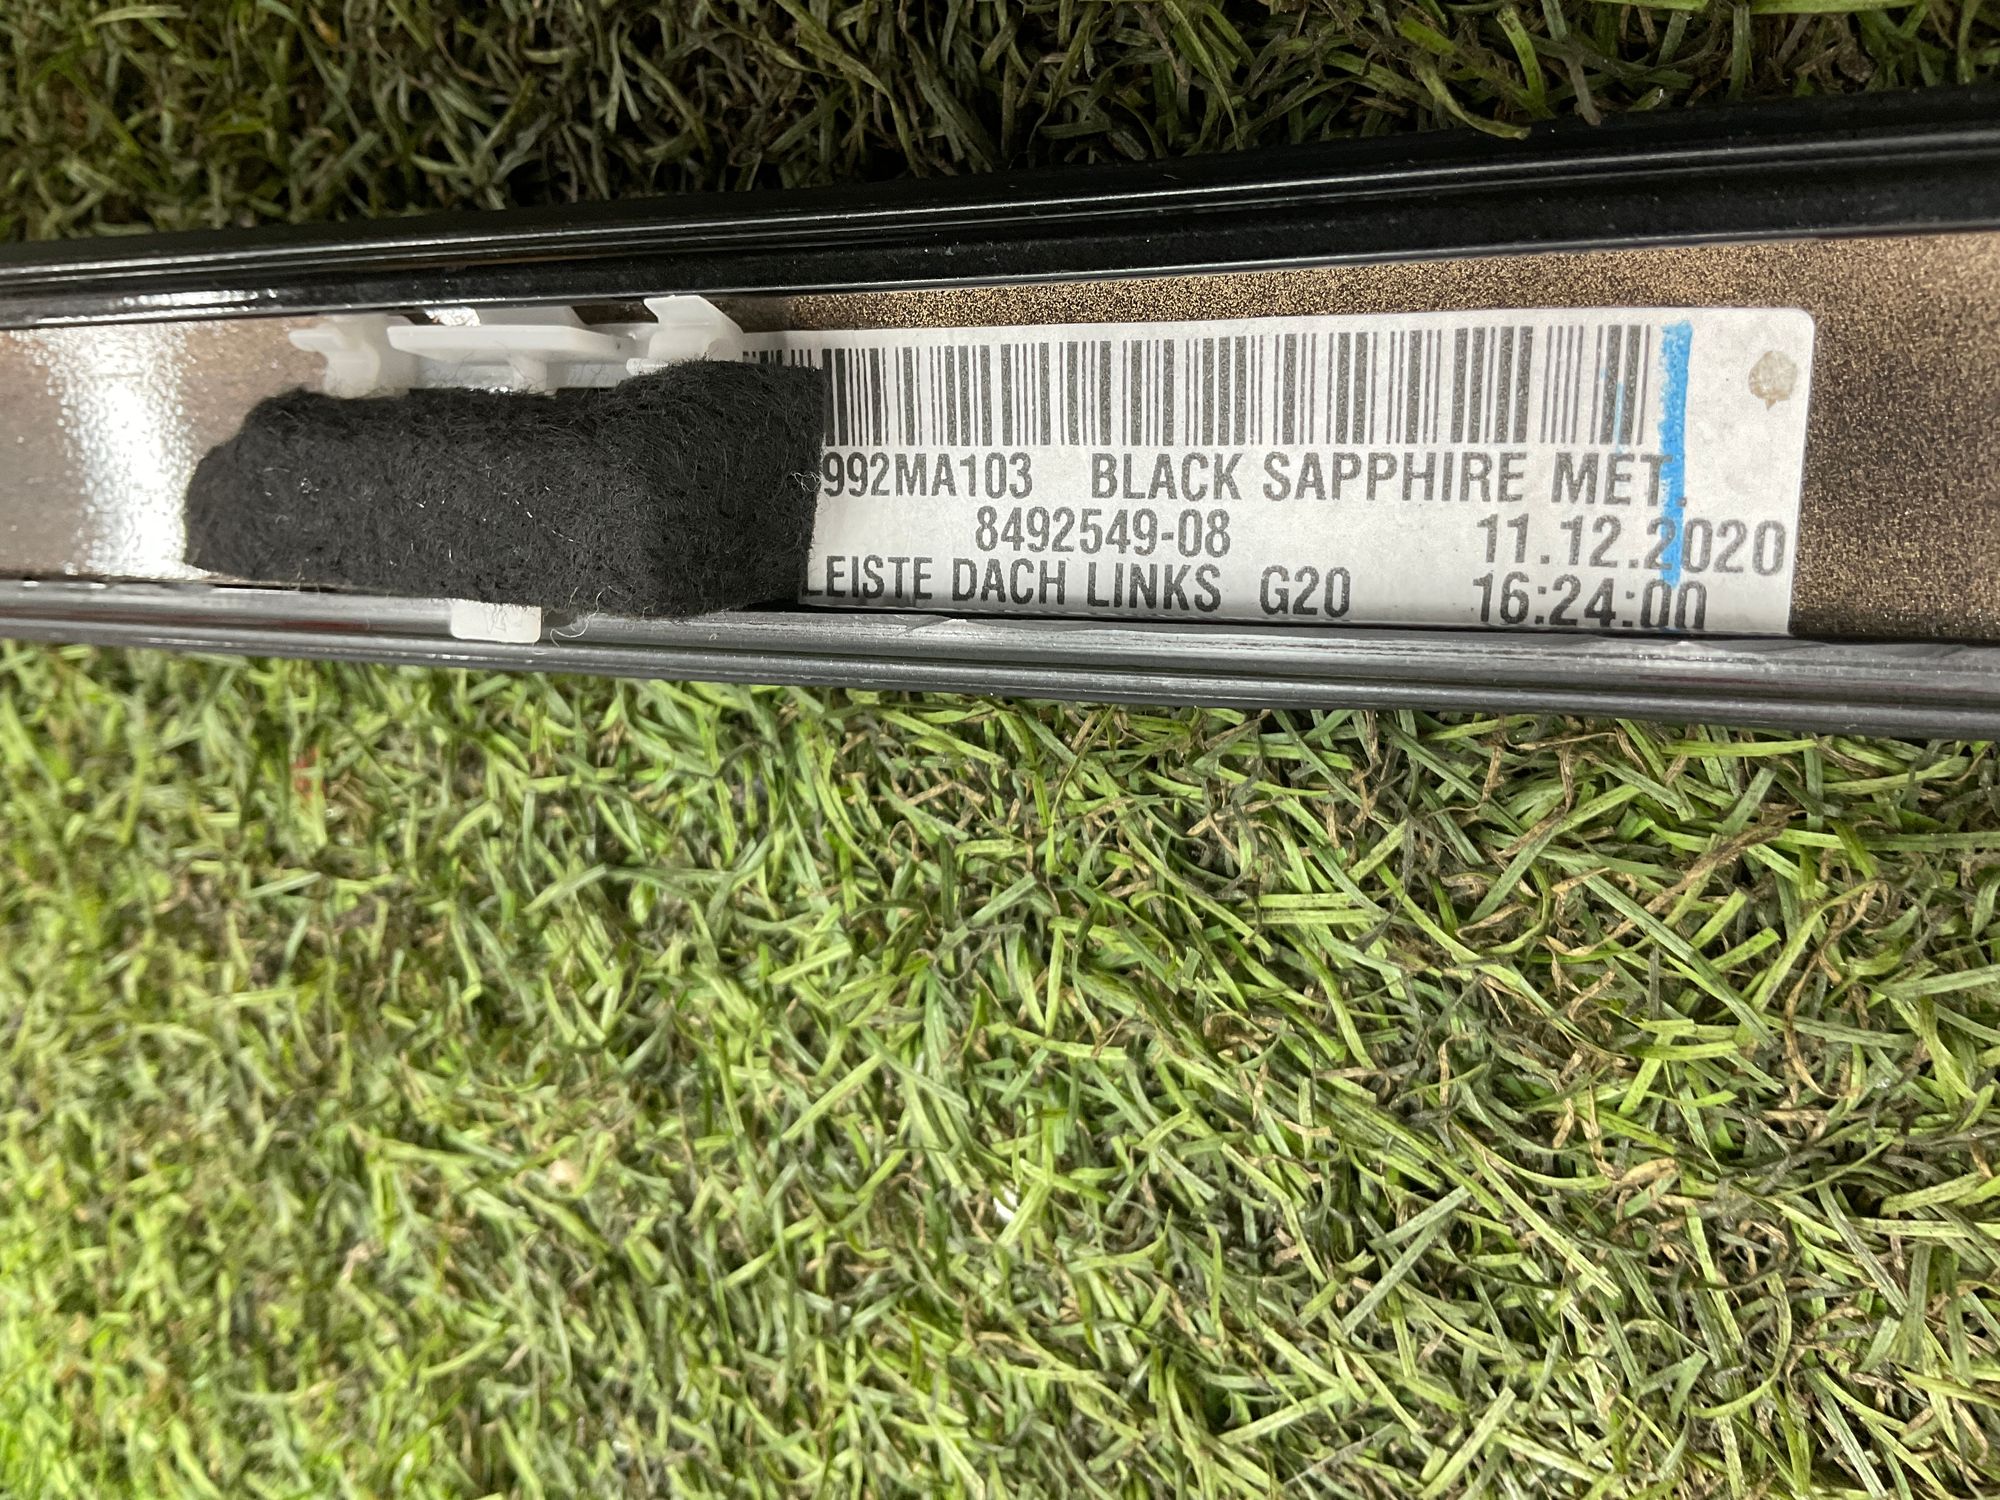 992MA103 BLACK SAPPHIRE MET.
8492549-08 11.12.2020
LEISTE DACH LINKS G20 16:24:00